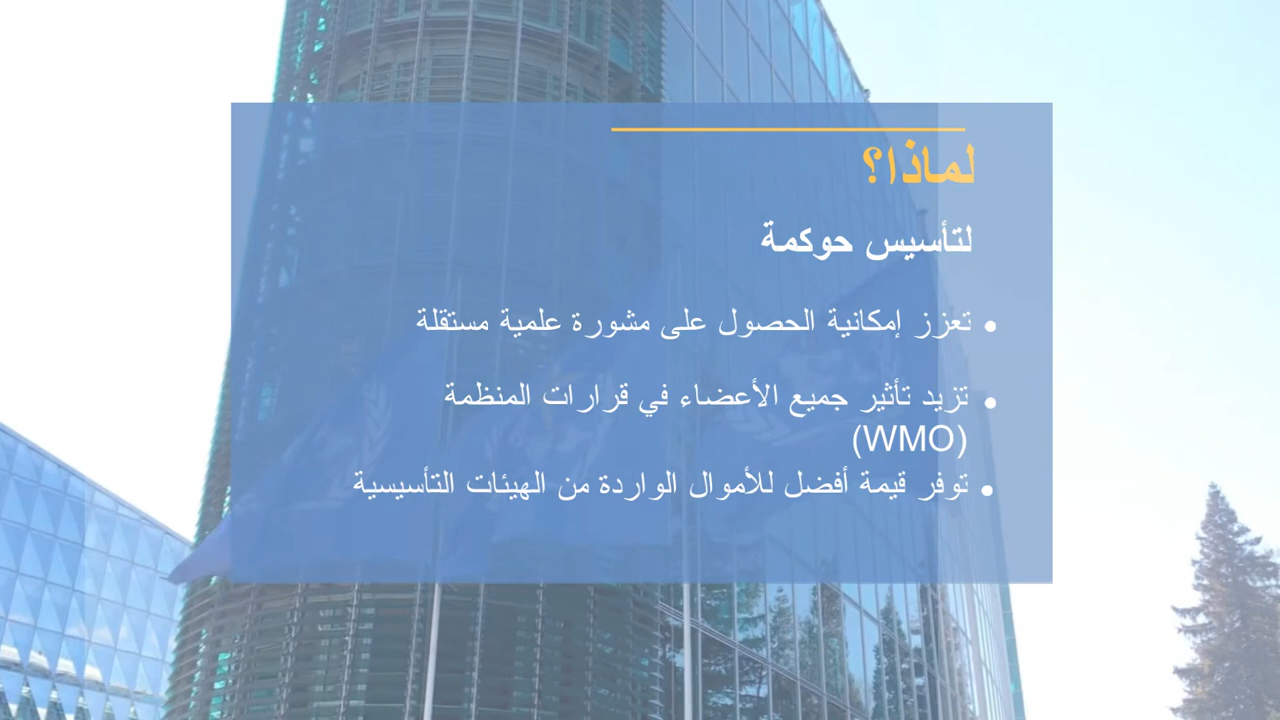 لماذا؟
لتأسيس حوكمة
• تعزز إمكانية الحصول على مشورة علمية مستقلة
• تزيد تأثير جميع الأعضاء في قرارات المنظمة
(WMO)
• توفر قيمة أفضل للأموال الواردة من الهيئات التأسيسية